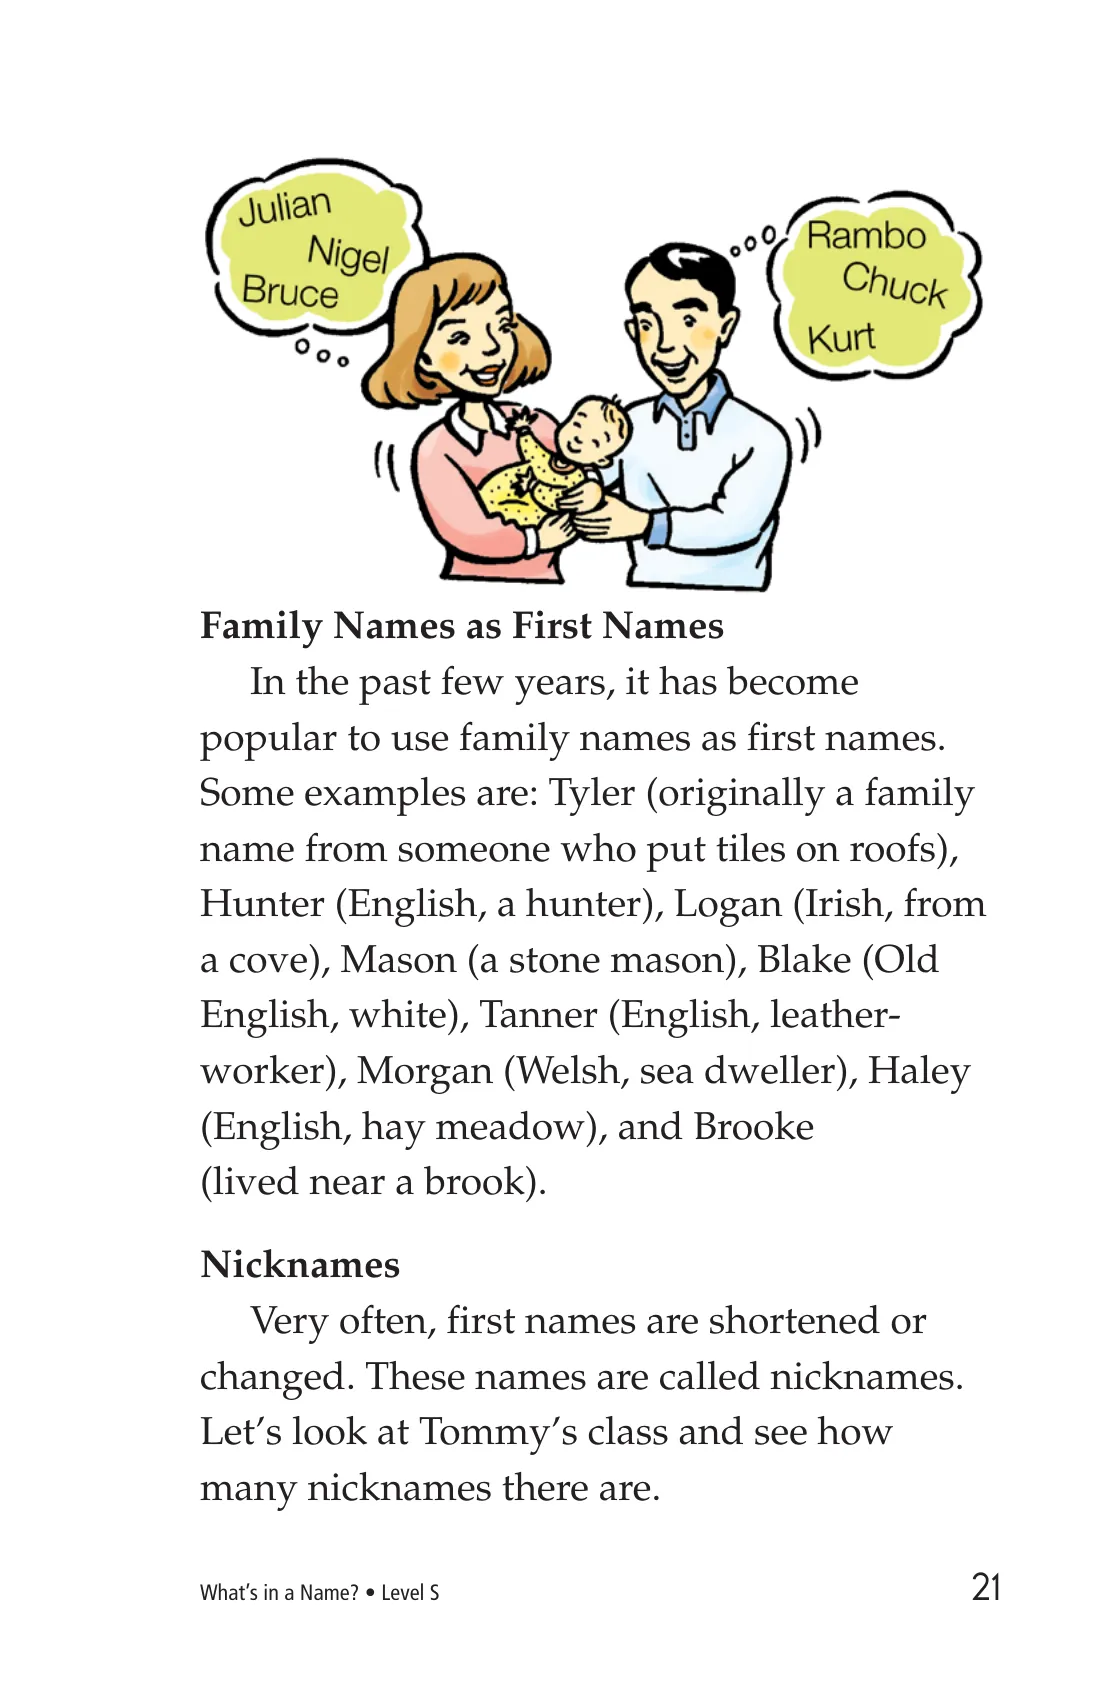 Julian
Nigel
Bruce
Rambo
Chuck
Kurt
Family Names as First Names
In the past few years, it has become
popular to use family names as first names.
Some examples are: Tyler (originally a family
name from someone who put tiles on roofs),
Hunter (English, a hunter), Logan (Irish, from
a cove), Mason (a stone mason), Blake (Old
English, white), Tanner (English, leather-
worker), Morgan (Welsh, sea dweller), Haley
(English, hay meadow), and Brooke
(lived near a brook).
Nicknames
Very often, first names are shortened or
changed. These names are called nicknames.
Let’s look at Tommy’s class and see how
many nicknames there are.
What’s in a Name? • Level S
21